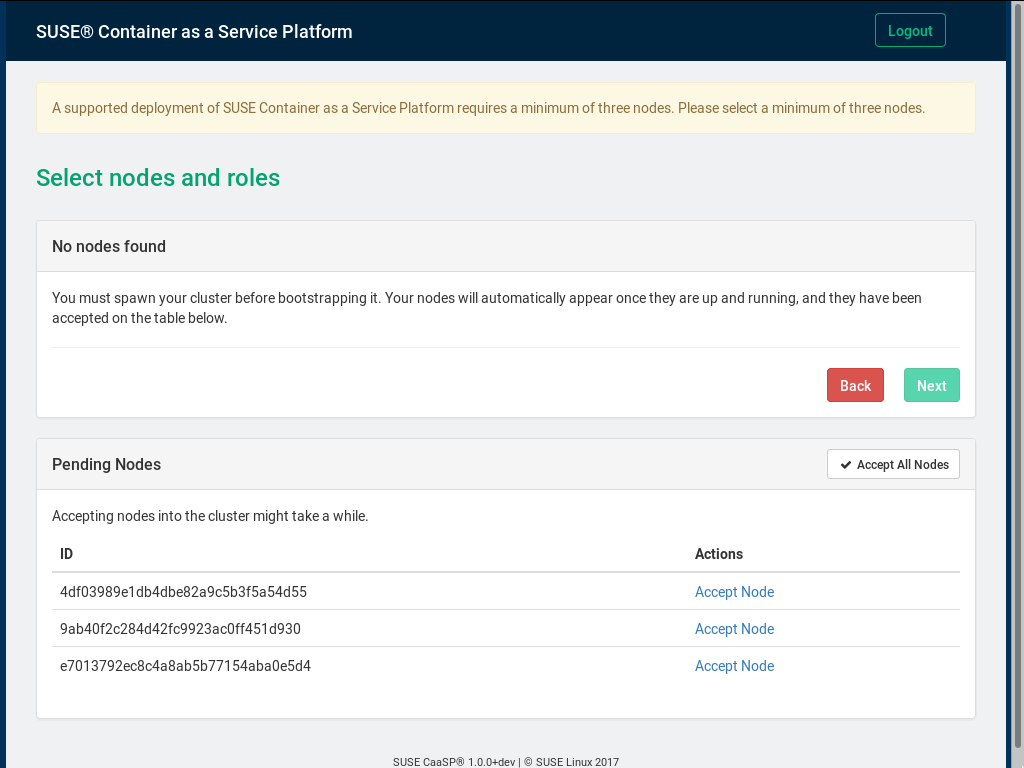 SUSE® Container as a Service Platform
Logout
A supported deployment of SUSE Container as a Service Platform requires a minimum of three nodes. Please select a minimum of three nodes.
Select nodes and roles
No nodes found
You must spawn your cluster before bootstrapping it. Your nodes will automatically appear once they are up and running, and they have been
accepted on the table below.
Back Next
Pending Nodes
Accept All Nodes
Accepting nodes into the cluster might take a while.
ID Actions
4df03989e1db4dbe82a9c5b3f5a54d55 Accept Node
9ab40f2c284d42fc9923ac0ff451d930 Accept Node
e7013792ec8c4a8ab5b77154aba0e5d4 Accept Node
SUSE CaaSP® 1.0.0+dev | © SUSE Linux 2017